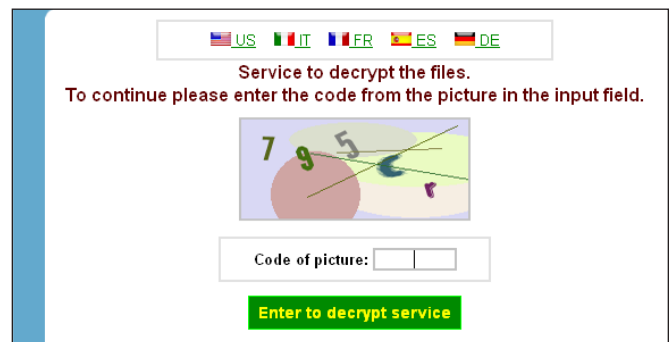 US IT FR ES DE
Service to decrypt the files.
To continue please enter the code from the picture in the input field.
7 9 5 C r
Code of picture:
Enter to decrypt service